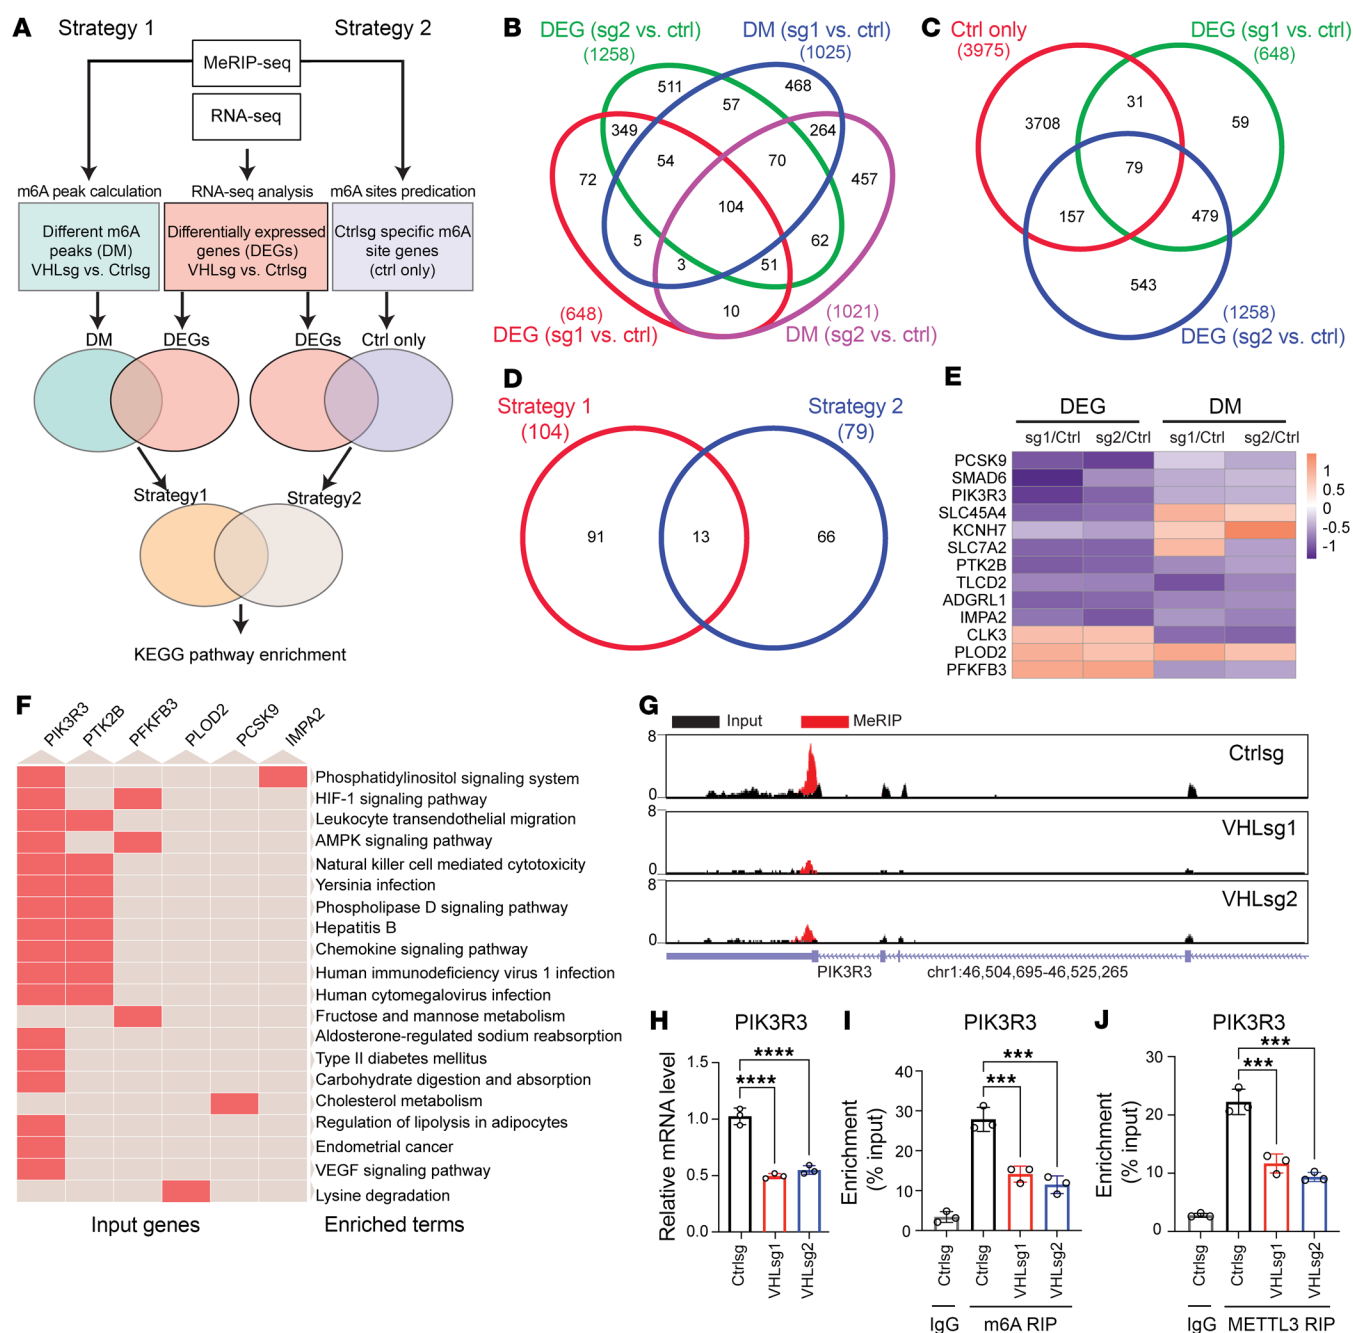 A
Strategy 1
Strategy 2
MeRIP-seq
RNA-seq
m6A peak calculation
RNA-seq analysis
m6A sites predication
Different m6A
peaks (DM)
VHLsg vs. Ctrlsg
Differentially expressed
genes (DEGs)
VHLsg vs. Ctrlsg
Ctrlsg specific m6A
site genes
(ctrl only)
DM
DEGs
DEGs
Ctrl only
Strategy1
Strategy2
KEGG pathway enrichment
B
DEG (sg2 vs. ctrl)
(1258)
DM (sg1 vs. ctrl)
(1025)
511
57
468
349
264
54
70
72
457
104
5
62
3
51
10
(648)
DEG (sg1 vs. ctrl)
(1021)
DM (sg2 vs. ctrl)
C
Ctrl only
(3975)
DEG (sg1 vs. ctrl)
(648)
31
3708
59
79
157
479
543
(1258)
DEG (sg2 vs. ctrl)
D
Strategy 1
(104)
Strategy 2
(79)
91
13
66
E
DEG
DM
sg1/Ctrl
sg2/Ctrl
sg1/Ctrl
sg2/Ctrl
PCSK9
SMAD6
PIK3R3
SLC45A4
KCNH7
SLC7A2
PTK2B
TLCD2
ADGRL1
IMPA2
CLK3
PLOD2
PFKFB3
1
0.5
0
-0.5
-1
F
PIK3R3
PTK2B
PFKFB3
PLOD2
PCSK9
IMPA2
Phosphatidylinositol signaling system
HIF-1 signaling pathway
Leukocyte transendothelial migration
AMPK signaling pathway
Natural killer cell mediated cytotoxicity
Yersinia infection
Phospholipase D signaling pathway
Hepatitis B
Chemokine signaling pathway
Human immunodeficiency virus 1 infection
Human cytomegalovirus infection
Fructose and mannose metabolism
Aldosterone-regulated sodium reabsorption
Type II diabetes mellitus
Carbohydrate digestion and absorption
Cholesterol metabolism
Regulation of lipolysis in adipocytes
Endometrial cancer
VEGF signaling pathway
Lysine degradation
Input genes
Enriched terms
G
Input
MeRIP
8
0
Ctrlsg
8
0
VHLsg1
8
0
VHLsg2
PIK3R3
chr1:46,504,695-46,525,265
H
PIK3R3
Relative mRNA level
1.5
1.0
0.5
0.0
****
****
Ctrlsg
VHLsg1
VHLsg2
I
PIK3R3
Enrichment
(% input)
40
30
20
10
0
***
***
Ctrlsg
Ctrlsg
VHLsg1
VHLsg2
IgG
m6A RIP
J
PIK3R3
Enrichment
(% input)
30
20
10
0
***
***
Ctrlsg
Ctrlsg
VHLsg1
VHLsg2
IgG
METTL3 RIP